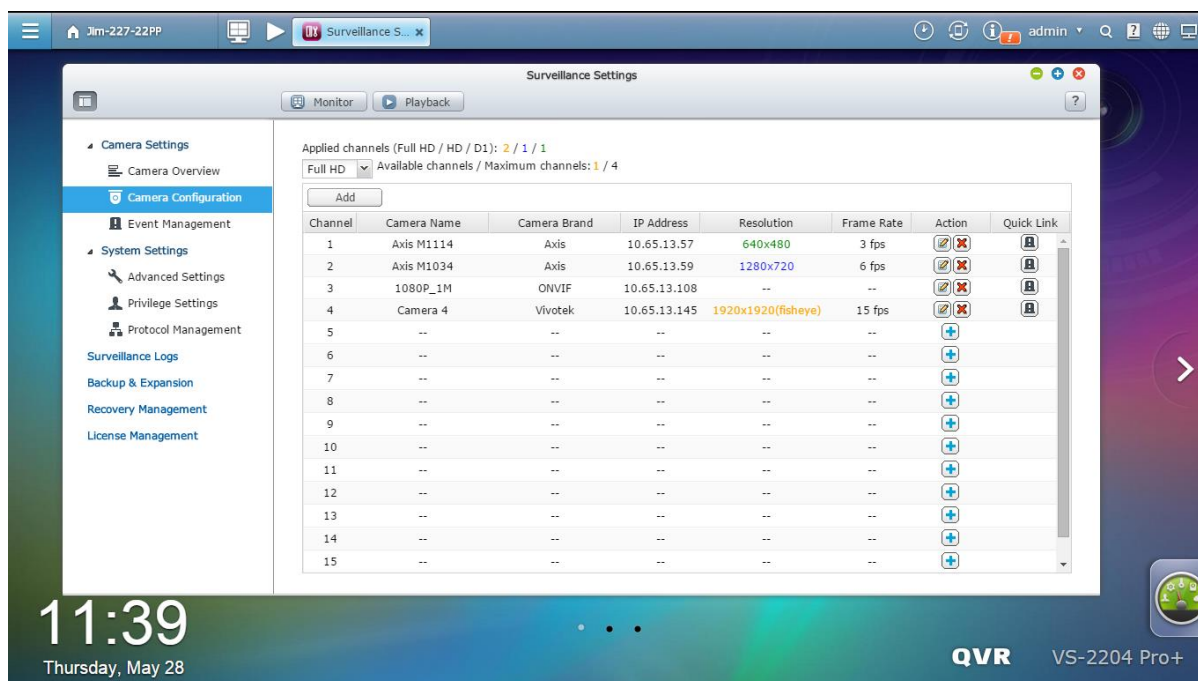 Jim-227-22PP
Surveillance S...
admin
Surveillance Settings
Monitor Playback
?
Camera Settings
Camera Overview
Camera Configuration
Event Management
System Settings
Advanced Settings
Privilege Settings
Protocol Management
Surveillance Logs
Backup & Expansion
Recovery Management
License Management
Applied channels (Full HD / HD / D1): 2 / 1 / 1
Full HD Available channels / Maximum channels: 1 / 4
Add
Channel Camera Name Camera Brand IP Address Resolution Frame Rate Action Quick Link
1 Axis M1114 Axis 10.65.13.57 640x480 3 fps
2 Axis M1034 Axis 10.65.13.59 1280x720 6 fps
3 1080P_1M ONVIF 10.65.13.108 -- --
4 Camera 4 Vivotek 10.65.13.145 1920x1920(fisheye) 15 fps
5 -- -- -- -- --
6 -- -- -- -- --
7 -- -- -- -- --
8 -- -- -- -- --
9 -- -- -- -- --
10 -- -- -- -- --
11 -- -- -- -- --
12 -- -- -- -- --
13 -- -- -- -- --
14 -- -- -- -- --
15 -- -- -- -- --
11:39
Thursday, May 28
QVR VS-2204 Pro+